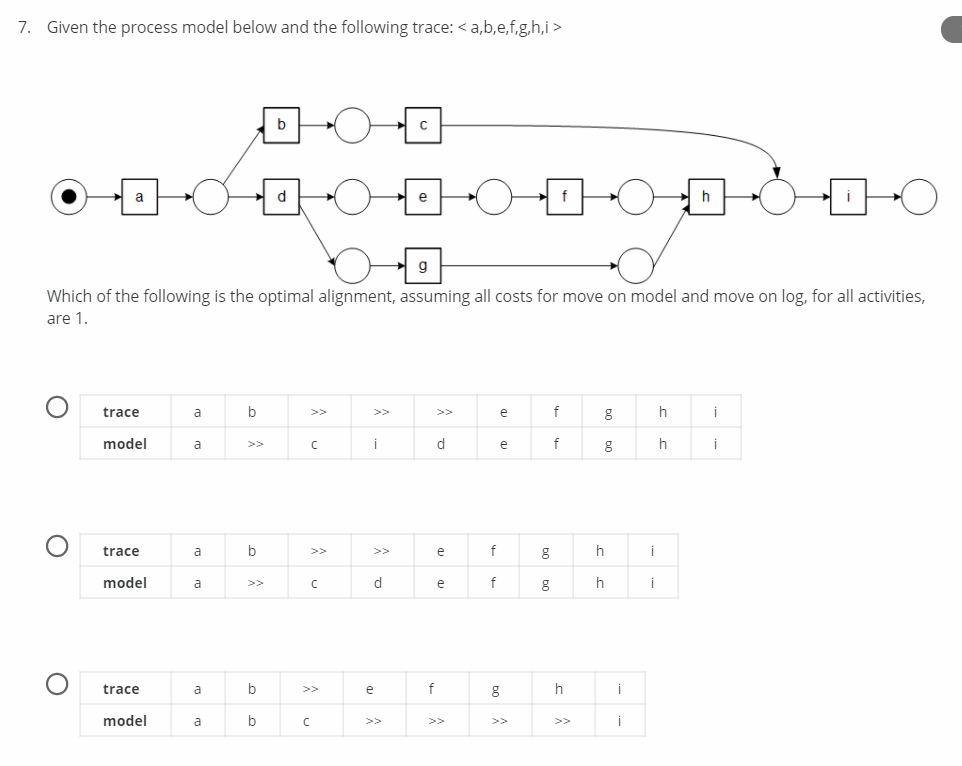 7. Given the process model below and the following trace: < a,b,e,f,g,h,i >
b c
a d e f h i
g
Which of the following is the optimal alignment, assuming all costs for move on model and move on log, for all activities,
are 1.
trace a b >> >> >> e f g h i
model a >> c i d e f g h i
trace a b >> >> e f g h i
model a >> c d e f g h i
trace a b >> e f g h i
model a b c >> >> >> >> i